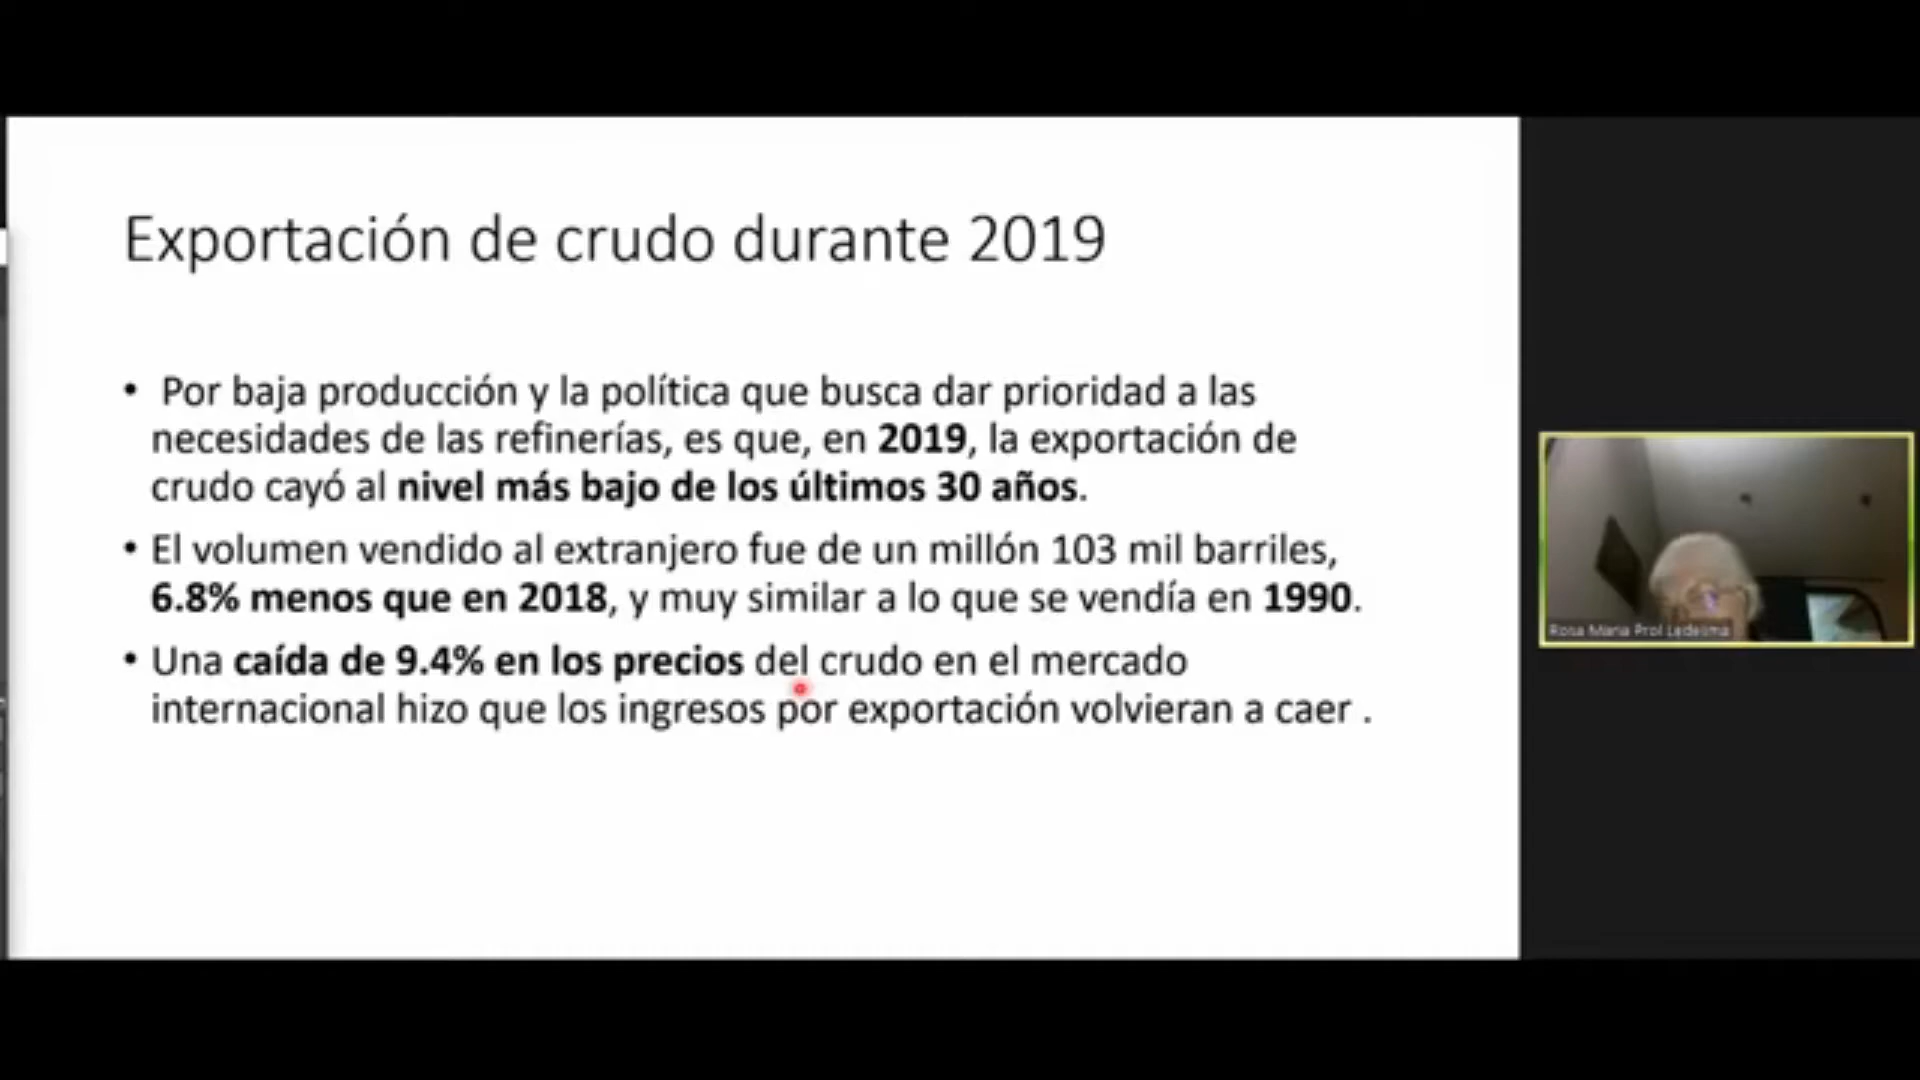 Exportación de crudo durante 2019
• Por baja producción y la política que busca dar prioridad a las
necesidades de las refinerías, es que, en 2019, la exportación de
crudo cayó al nivel más bajo de los últimos 30 años.
• El volumen vendido al extranjero fue de un millón 103 mil barriles,
6.8% menos que en 2018, y muy similar a lo que se vendía en 1990.
• Una caída de 9.4% en los precios del crudo en el mercado
internacional hizo que los ingresos por exportación volvieran a caer .
Rosa Maria Prol Ledesma